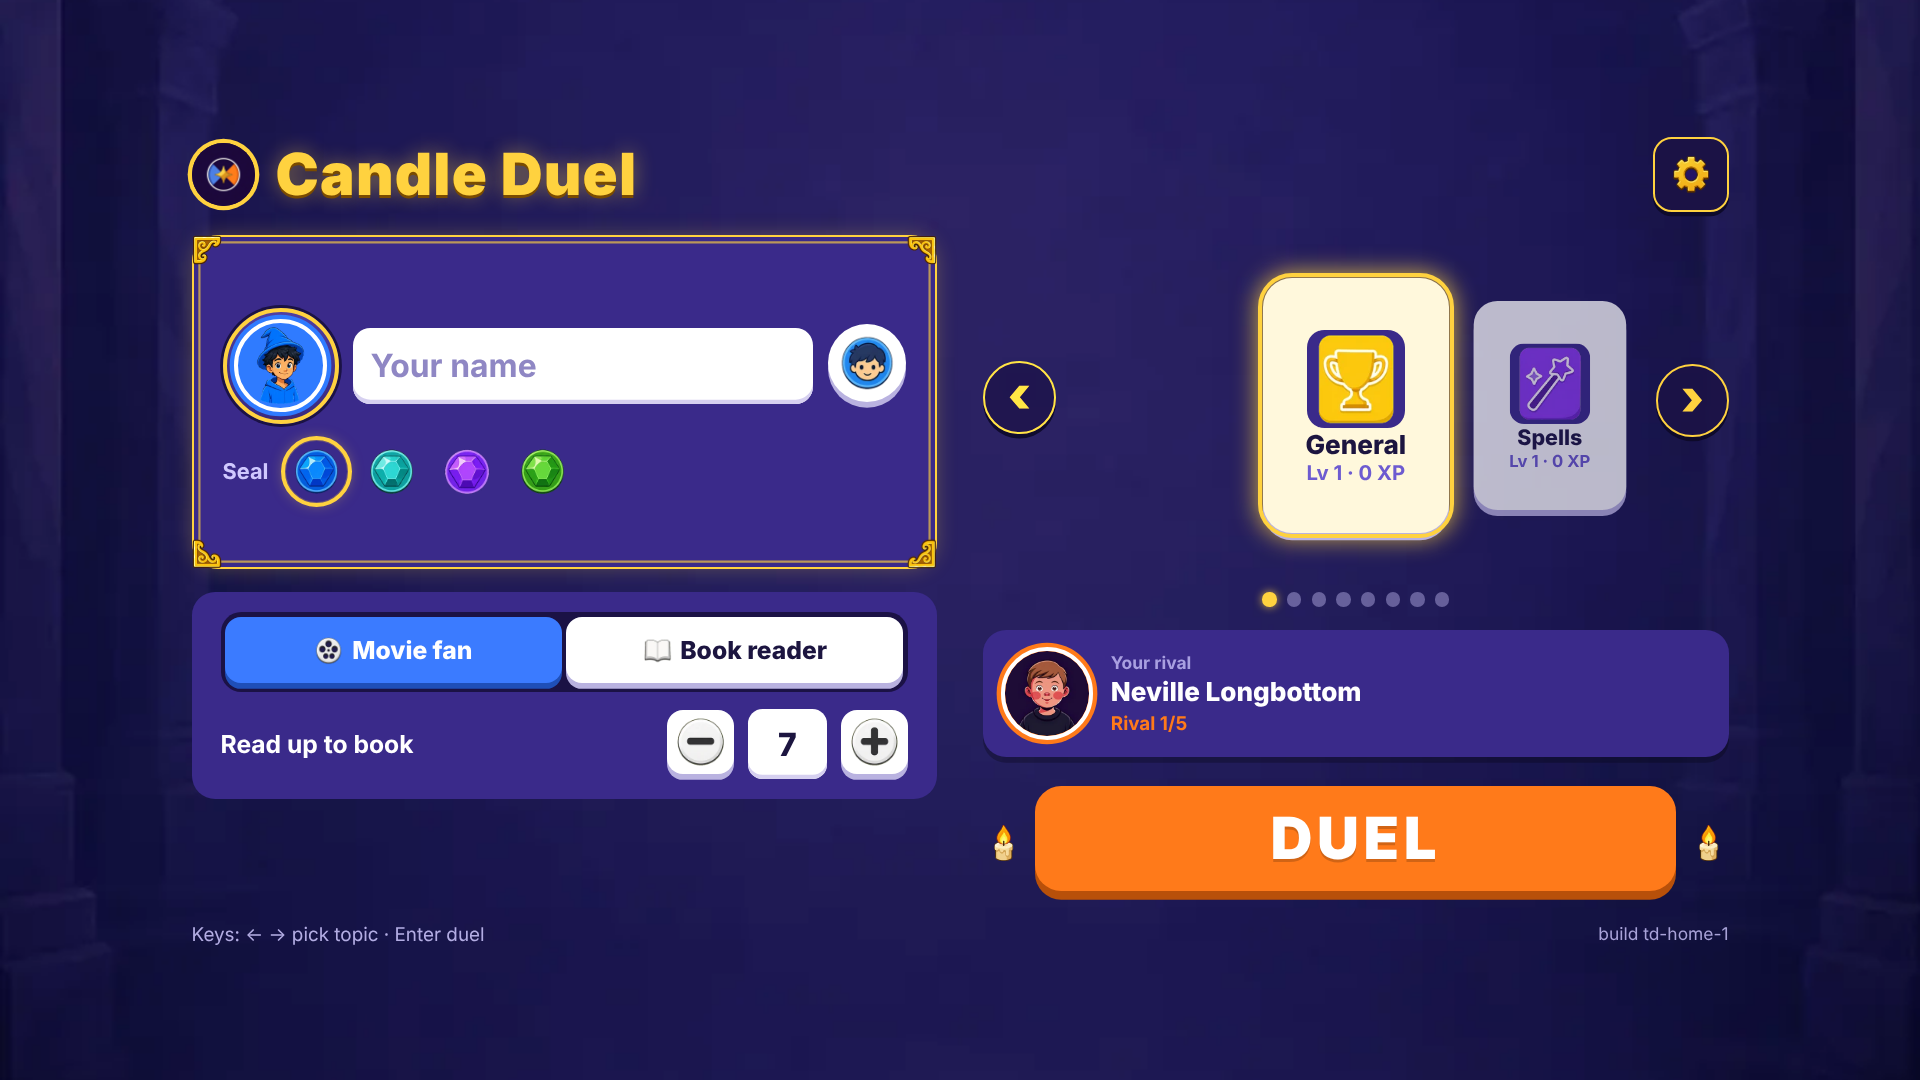 Candle Duel
Your name
Seal
Movie fan
Book reader
Read up to book
7
General
Lv 1 · 0 XP
Spells
Lv 1 · 0 XP
Your rival
Neville Longbottom
Rival 1/5
DUEL
Keys: ← → pick topic · Enter duel
build td-home-1